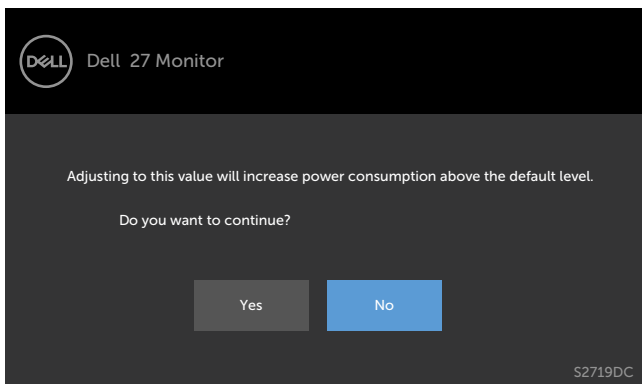 DELL
Dell 27 Monitor
Adjusting to this value will increase power consumption above the default level.
Do you want to continue?
Yes
No
S2719DC